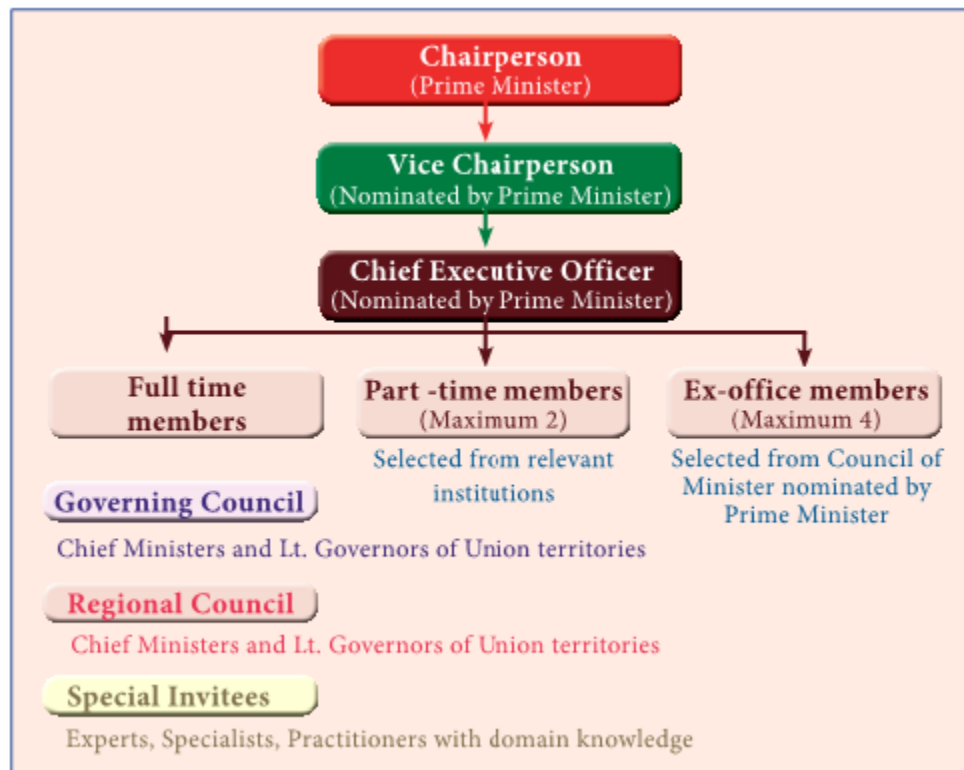 Chairperson
(Prime Minister)
Vice Chairperson
(Nominated by Prime Minister)
Chief Executive Officer
(Nominated by Prime Minister)
Full time
members
Part -time members
(Maximum 2)
Selected from relevant
institutions
Ex-office members
(Maximum 4)
Selected from Council of
Minister nominated by
Prime Minister
Governing Council
Chief Ministers and Lt. Governors of Union territories
Regional Council
Chief Ministers and Lt. Governors of Union territories
Special Invitees
Experts, Specialists, Practitioners with domain knowledge